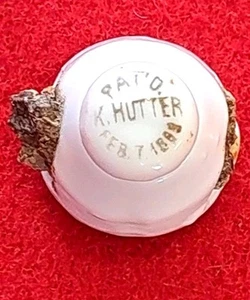 PAT'D.
K. HUTTER
FEB. 7 1893